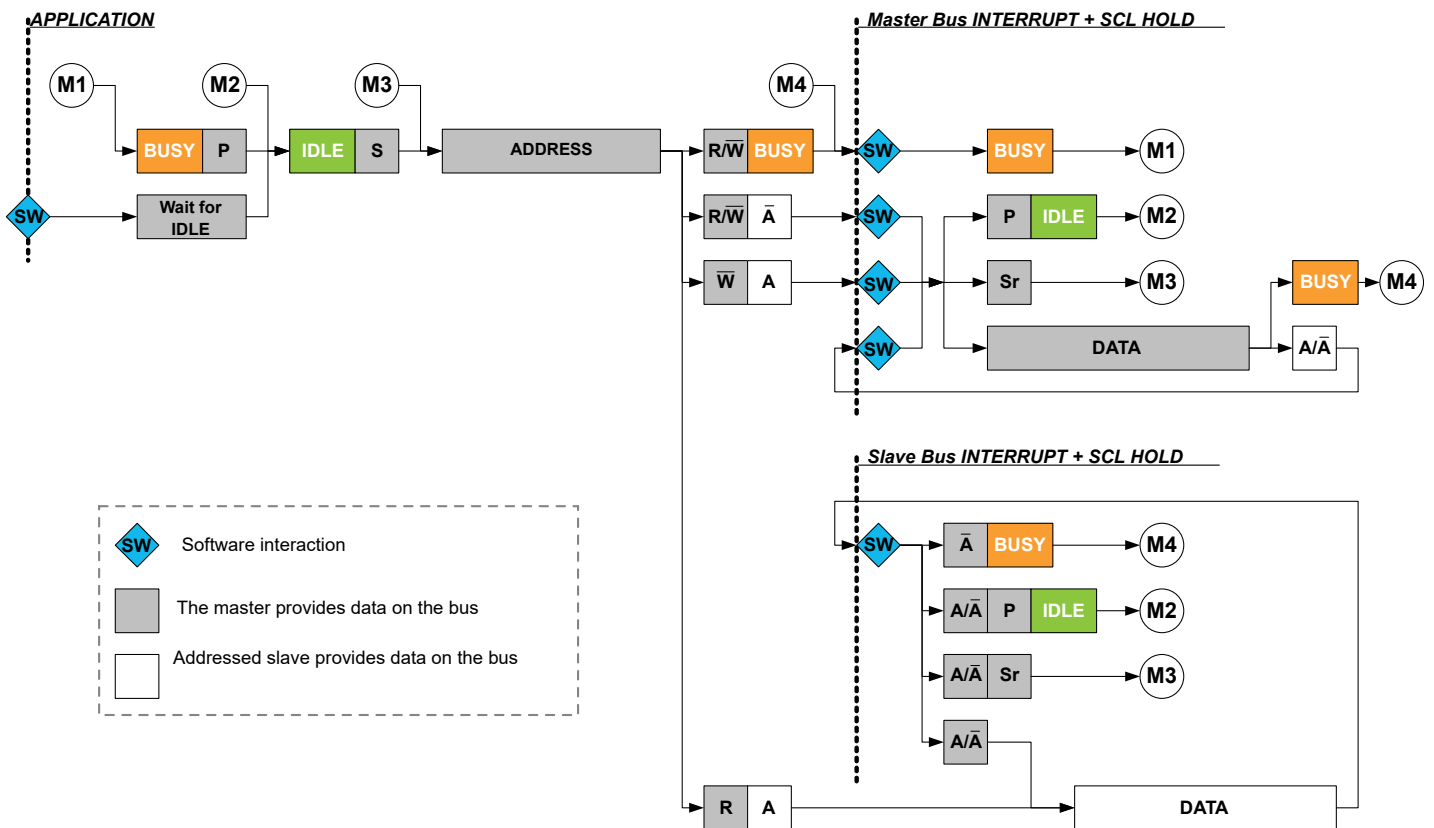 APPLICATION
Master Bus INTERRUPT + SCL HOLD
M1
M2
M3
M4
BUSY P
IDLE S
ADDRESS
R/W̅ BUSY
SW
BUSY
M1
SW
Wait for
IDLE
R/W̅ A̅
SW
P IDLE
M2
W̅ A
SW
Sr
M3
BUSY
M4
SW
DATA
A/A̅
Slave Bus INTERRUPT + SCL HOLD
SW
A̅ BUSY
M4
A/A̅ P IDLE
M2
A/A̅ Sr
M3
A/A̅
R A
DATA
SW Software interaction
The master provides data on the bus
Addressed slave provides data on the bus